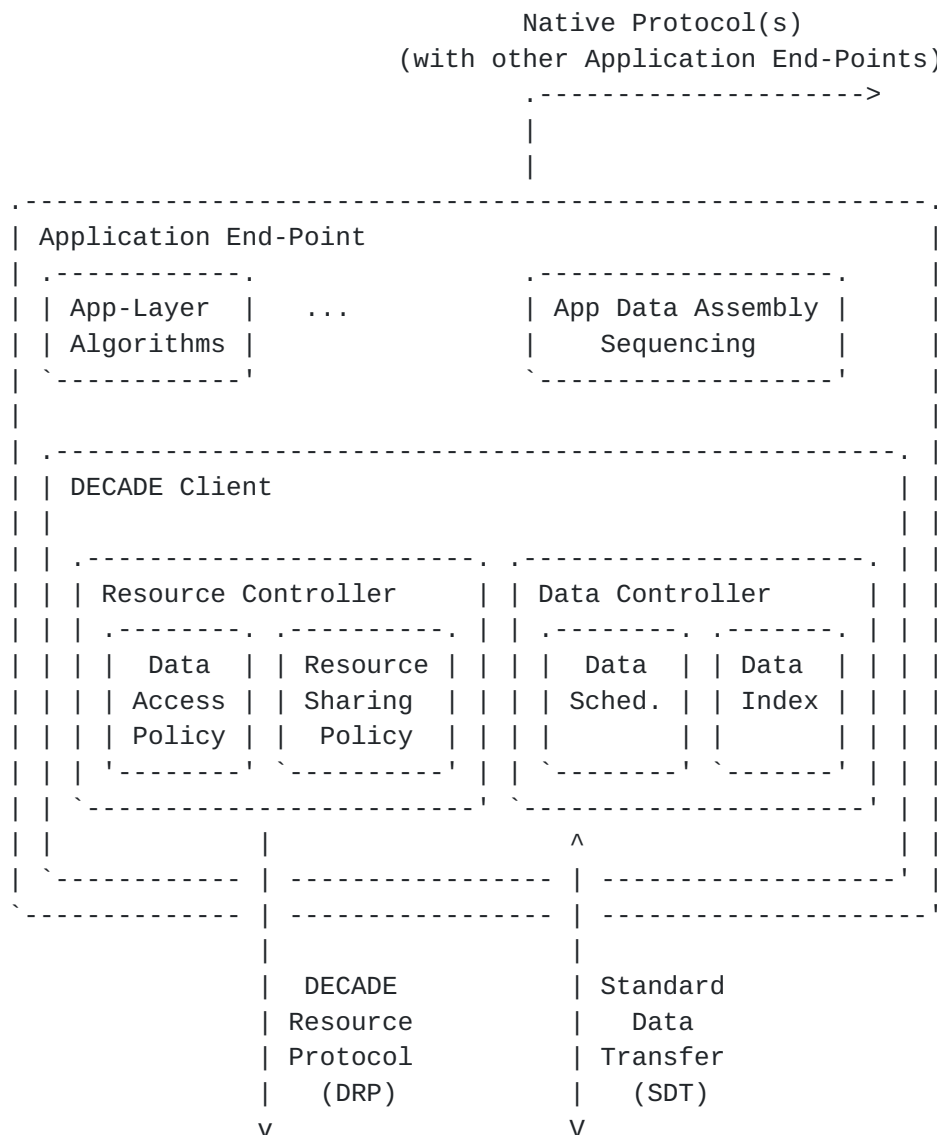 Native Protocol(s)
(with other Application End-Points)
.--------------------->
|
|
.----------------------------------------------------------.
| Application End-Point                                    |
| .------------.                  .-------------------.     |
| | App-Layer  |   ...            | App Data Assembly |     |
| | Algorithms |                  |    Sequencing     |     |
| `------------'                  `-------------------'     |
|                                                          |
| .------------------------------------------------------. |
| | DECADE Client                                        | |
| |                                                      | |
| | .-------------------------. .----------------------. | |
| | | Resource Controller     | | Data Controller      | | |
| | | .--------. .----------. | | .--------. .-------. | | |
| | | |  Data  | | Resource | | | |  Data  | | Data  | | | |
| | | | Access | | Sharing  | | | | Sched. | | Index | | | |
| | | | Policy | |  Policy  | | | |        | |       | | | |
| | | '--------' `----------' | | `--------' `-------' | | |
| | `-------------------------' `----------------------' | |
| |             |                   ^                    | |
| `------------ | ----------------- | -------------------' |
`-------------- | ----------------- | ---------------------'
|                   |
|  DECADE           | Standard
| Resource          |   Data
| Protocol          | Transfer
|   (DRP)           |   (SDT)
v                   V